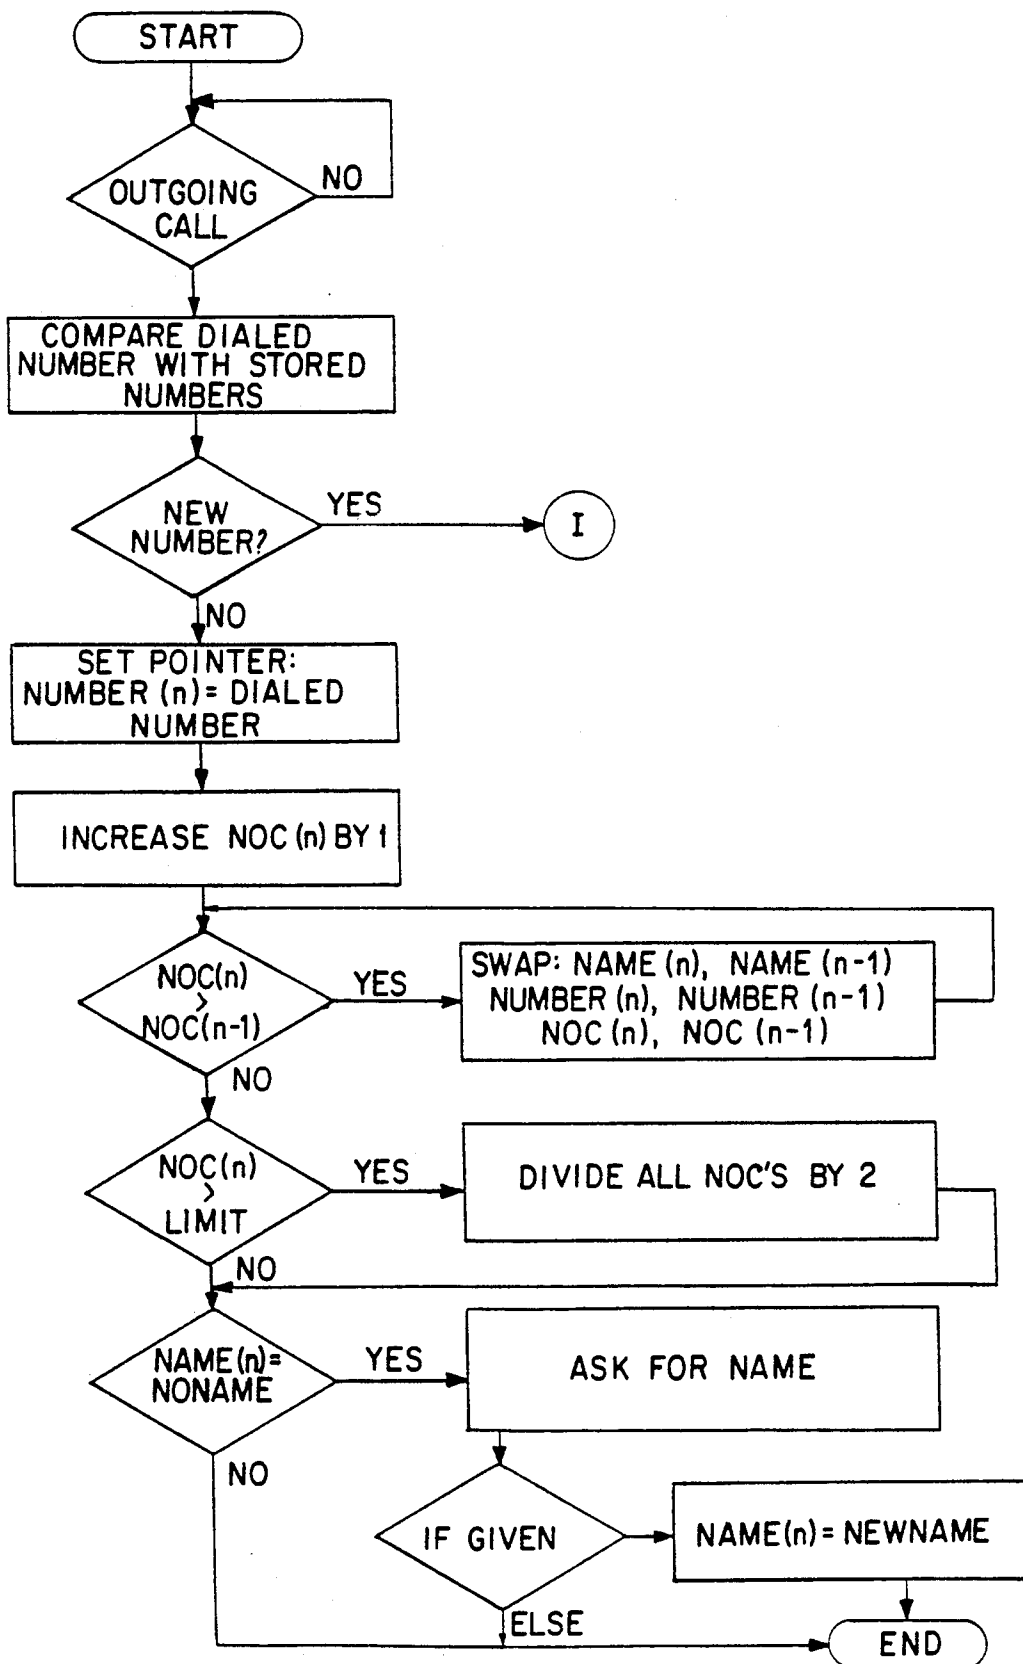 START
NO
OUTGOING
CALL
COMPARE DIALED
NUMBER WITH STORED
NUMBERS
NEW
NUMBER?
YES
I
NO
SET POINTER:
NUMBER (n) = DIALED
NUMBER
INCREASE NOC (n) BY 1
NOC(n)
>
NOC(n-1)
YES
SWAP: NAME (n), NAME (n-1)
NUMBER (n), NUMBER (n-1)
NOC (n), NOC (n-1)
NO
NOC(n)
>
LIMIT
YES
DIVIDE ALL NOC'S BY 2
NO
NAME(n)=
NONAME
YES
ASK FOR NAME
NO
IF GIVEN
NAME(n) = NEWNAME
ELSE
END